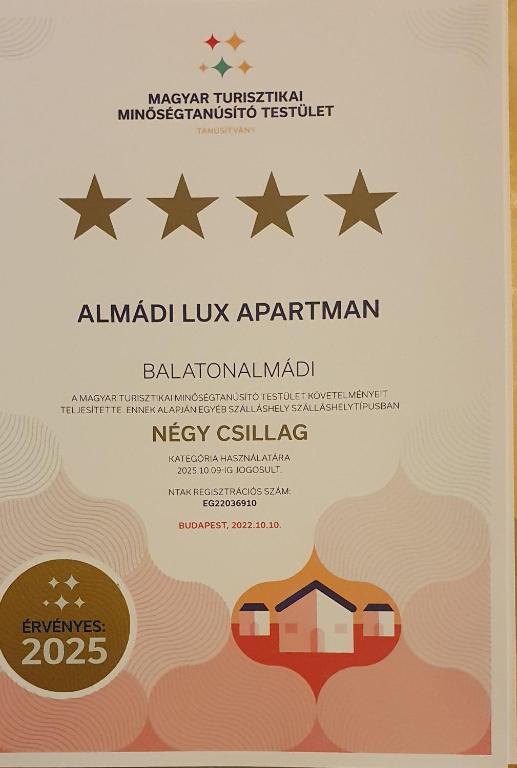 MAGYAR TURISZTIKAI
MINŐSÉGTANÚSÍTÓ TESTÜLET
TANÚSÍTVÁNY
ALMÁDI LUX APARTMAN
BALATONALMÁDI
A MAGYAR TURISZTIKAI MINŐSÉGTANÚSÍTÓ TESTÜLET KÖVETELMÉNYEIT
TELJESÍTETTE. ENNEK ALAPJÁN EGYÉB SZÁLLÁSHELY SZÁLLÁSHELYTÍPUSBAN
NÉGY CSILLAG
KATEGÓRIA HASZNÁLATÁRA
2025.10.09-IG JOGOSULT.
NTAK REGISZTRÁCIÓS SZÁM:
EG22036910
BUDAPEST, 2022.10.10.
ÉRVÉNYES:
2025